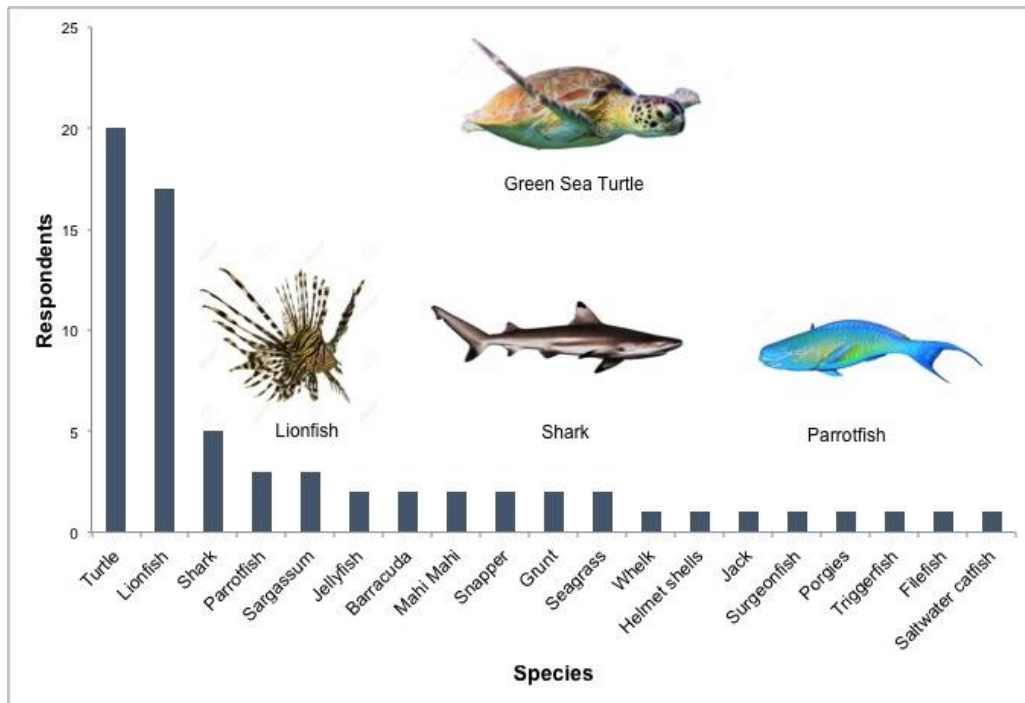 25
20
15
10
5
0
Respondents
Green Sea Turtle
Lionfish
Shark
Parrotfish
Turtle
Lionfish
Shark
Parrotfish
Sargassum
Jellyfish
Barracuda
Mahi Mahi
Snapper
Grunt
Seagrass
Whelk
Helmet shells
Jack
Surgeonfish
Porgies
Triggerfish
Filefish
Saltwater catfish
Species